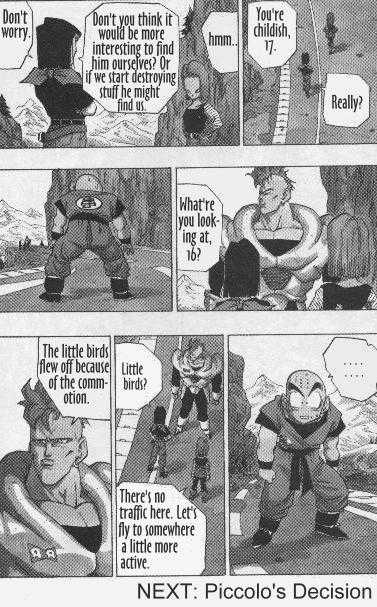 Don't
worry.
Don't you think it
would be more
interesting to find
him ourselves? Or
if we start destroying
stuff he might
find us.
hmm..
You're
childish,
17.
Really?
What're
you look-
ing at,
16?
The little birds
flew off because
of the comm-
otion.
Little
birds?
There's no
traffic here. Let's
fly to somewhere
a little more
active.
....
....
NEXT: Piccolo's Decision